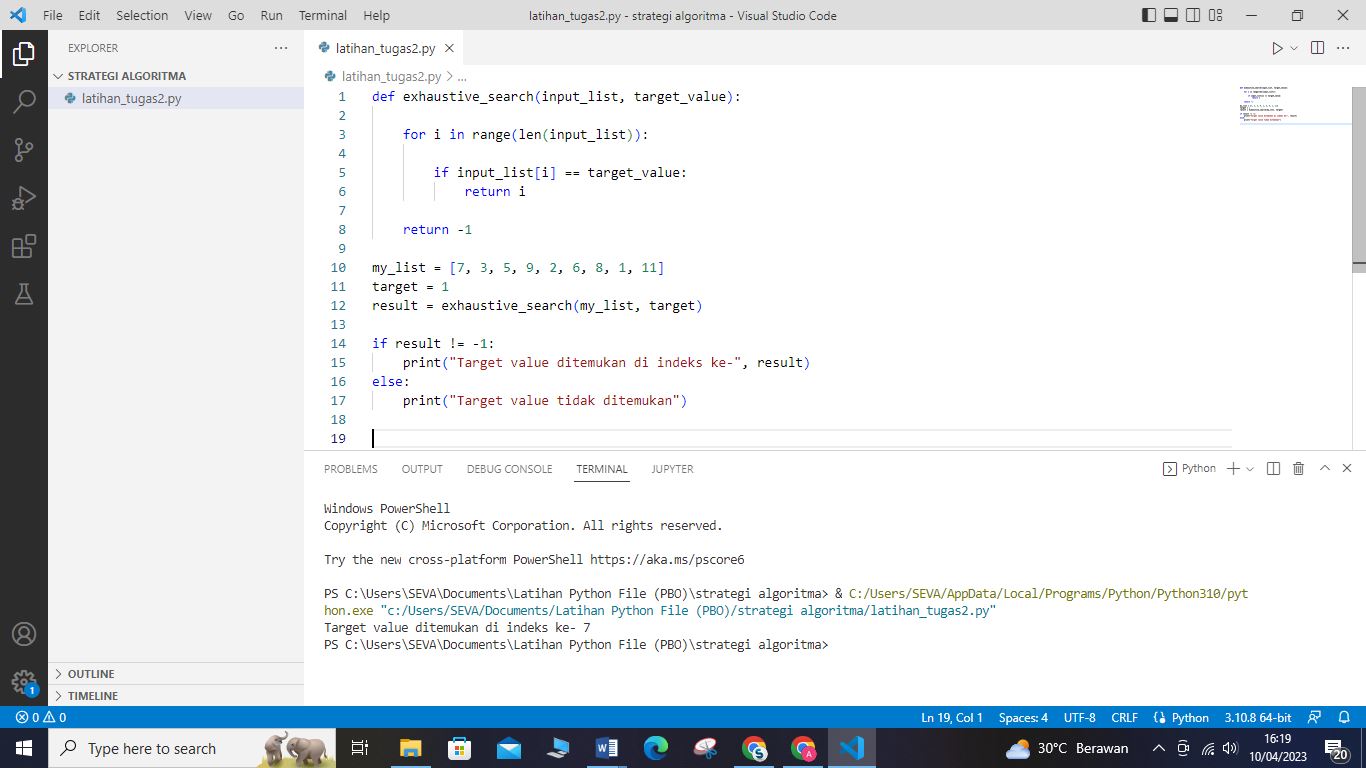 File Edit Selection View Go Run Terminal Help
latihan_tugas2.py - strategi algoritma - Visual Studio Code
EXPLORER
STRATEGI ALGORITMA
latihan_tugas2.py
OUTLINE
TIMELINE
latihan_tugas2.py
latihan_tugas2.py > ...
1 def exhaustive_search(input_list, target_value):
2
3     for i in range(len(input_list)):
4
5         if input_list[i] == target_value:
6             return i
7
8     return -1
9
10 my_list = [7, 3, 5, 9, 2, 6, 8, 1, 11]
11 target = 1
12 result = exhaustive_search(my_list, target)
13
14 if result != -1:
15     print("Target value ditemukan di indeks ke-", result)
16 else:
17     print("Target value tidak ditemukan")
18
19
PROBLEMS OUTPUT DEBUG CONSOLE TERMINAL JUPYTER
Python
Windows PowerShell
Copyright (C) Microsoft Corporation. All rights reserved.
Try the new cross-platform PowerShell https://aka.ms/pscore6
PS C:\Users\SEVA\Documents\Latihan Python File (PBO)\strategi algoritma> & C:/Users/SEVA/AppData/Local/Programs/Python/Python310/pyt
hon.exe "c:/Users/SEVA/Documents/Latihan Python File (PBO)/strategi algoritma/latihan_tugas2.py"
Target value ditemukan di indeks ke- 7
PS C:\Users\SEVA\Documents\Latihan Python File (PBO)\strategi algoritma>
1
0 0
Ln 19, Col 1 Spaces: 4 UTF-8 CRLF Python 3.10.8 64-bit
Type here to search
S
A
30°C Berawan
16:19
10/04/2023
20